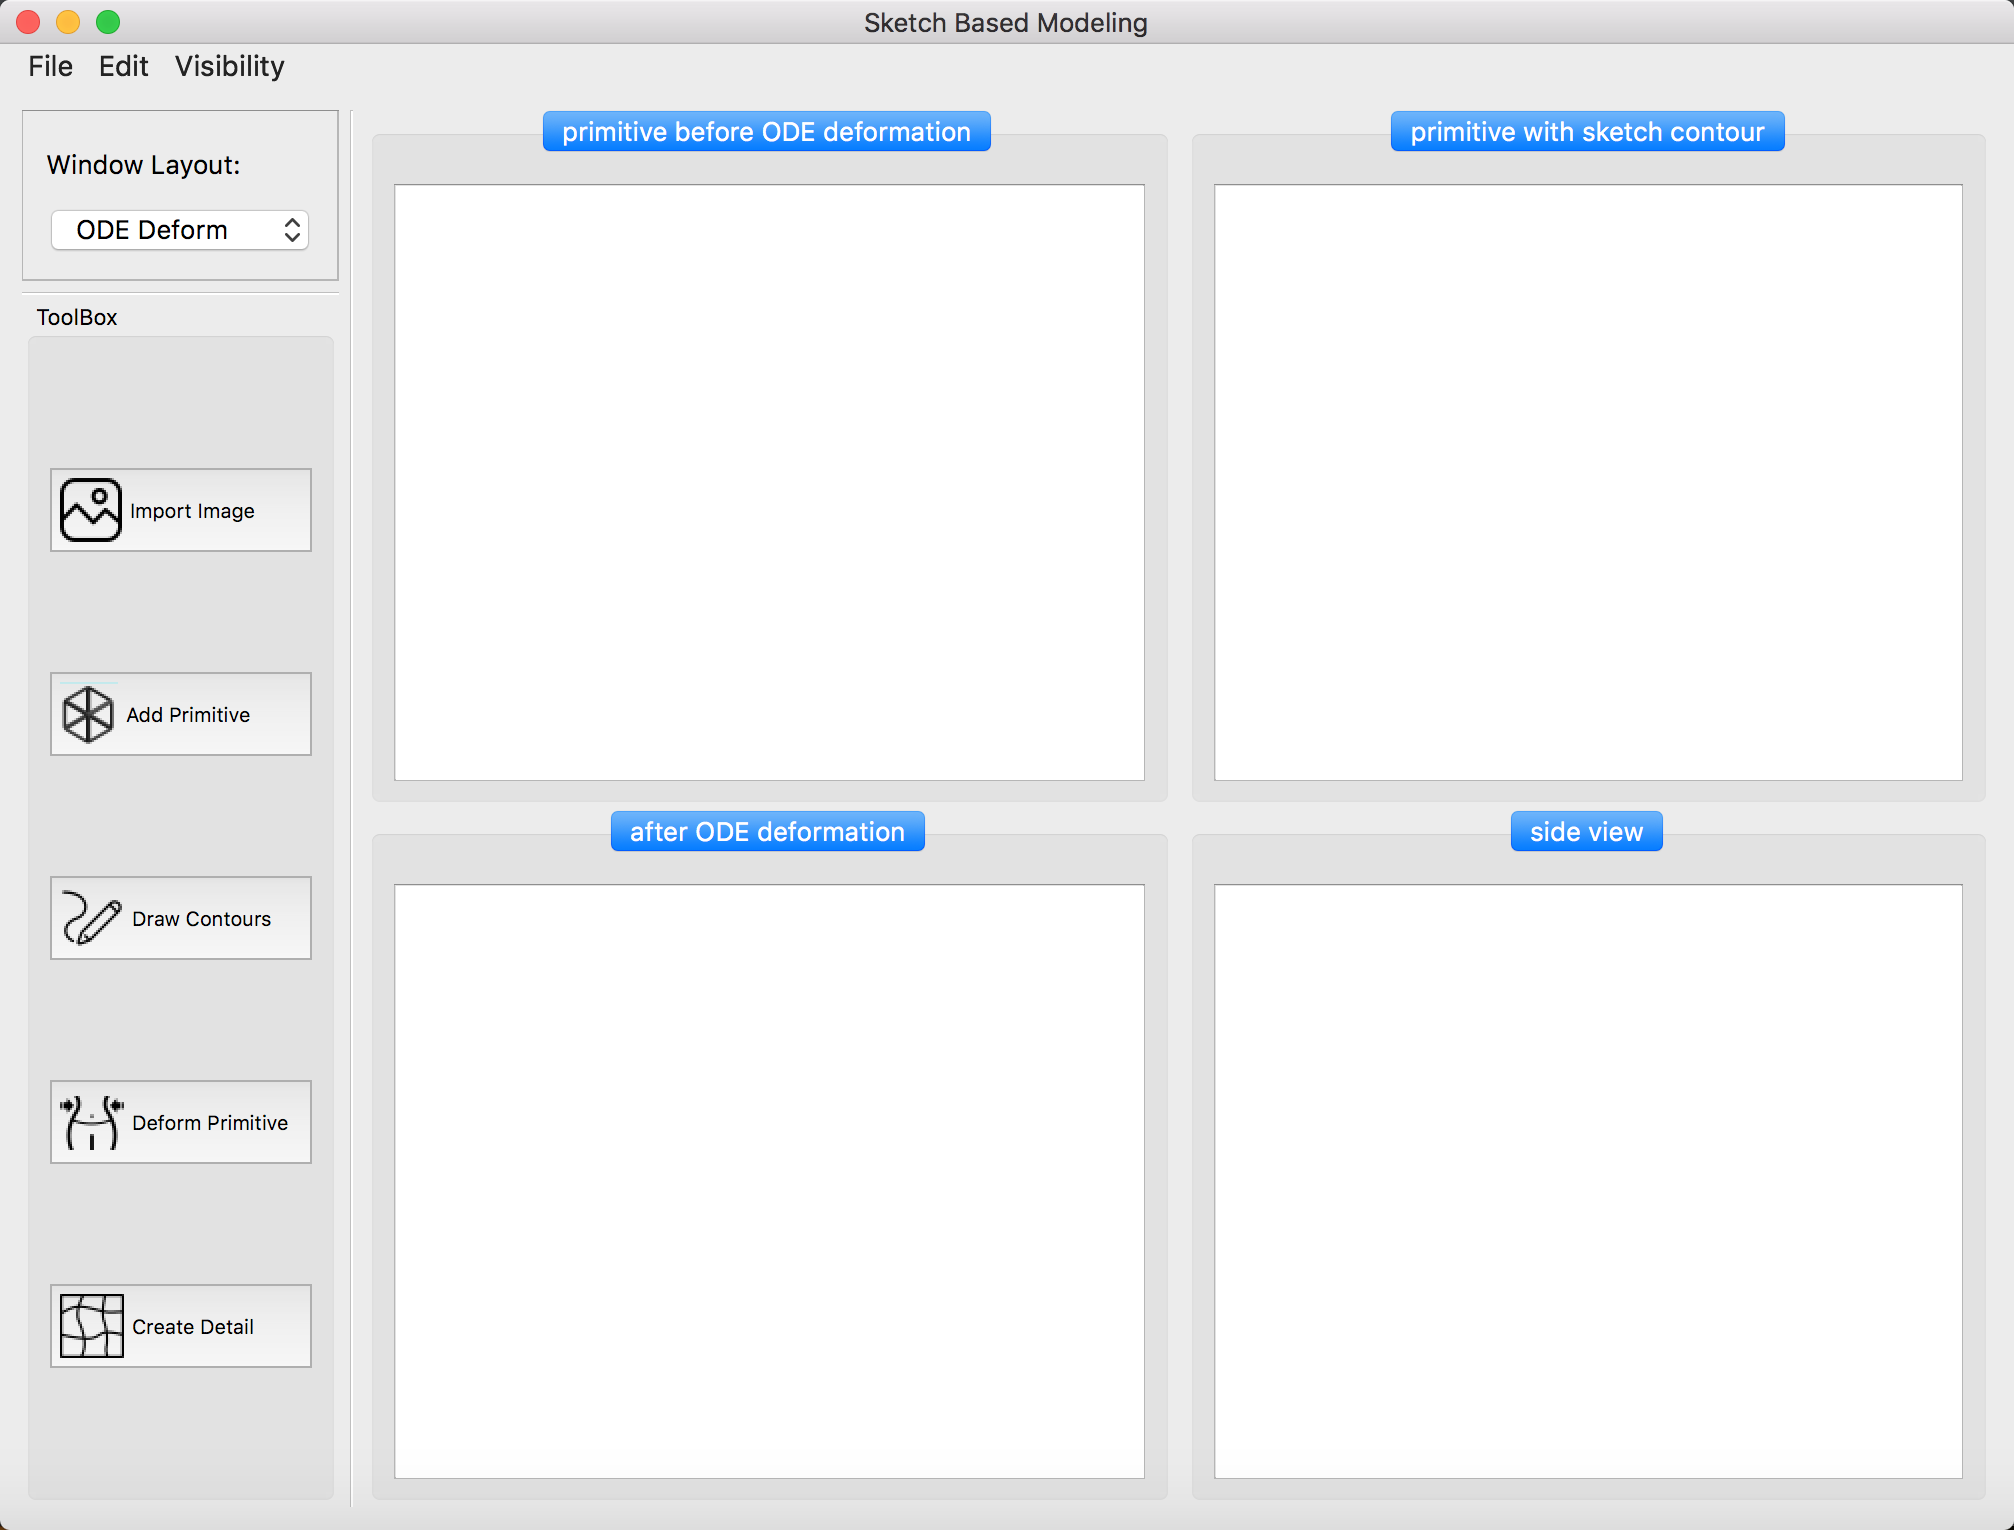 Sketch Based Modeling
File Edit Visibility
Window Layout:
ODE Deform
ToolBox
Import Image
Add Primitive
Draw Contours
Deform Primitive
Create Detail
primitive before ODE deformation
primitive with sketch contour
after ODE deformation
side view